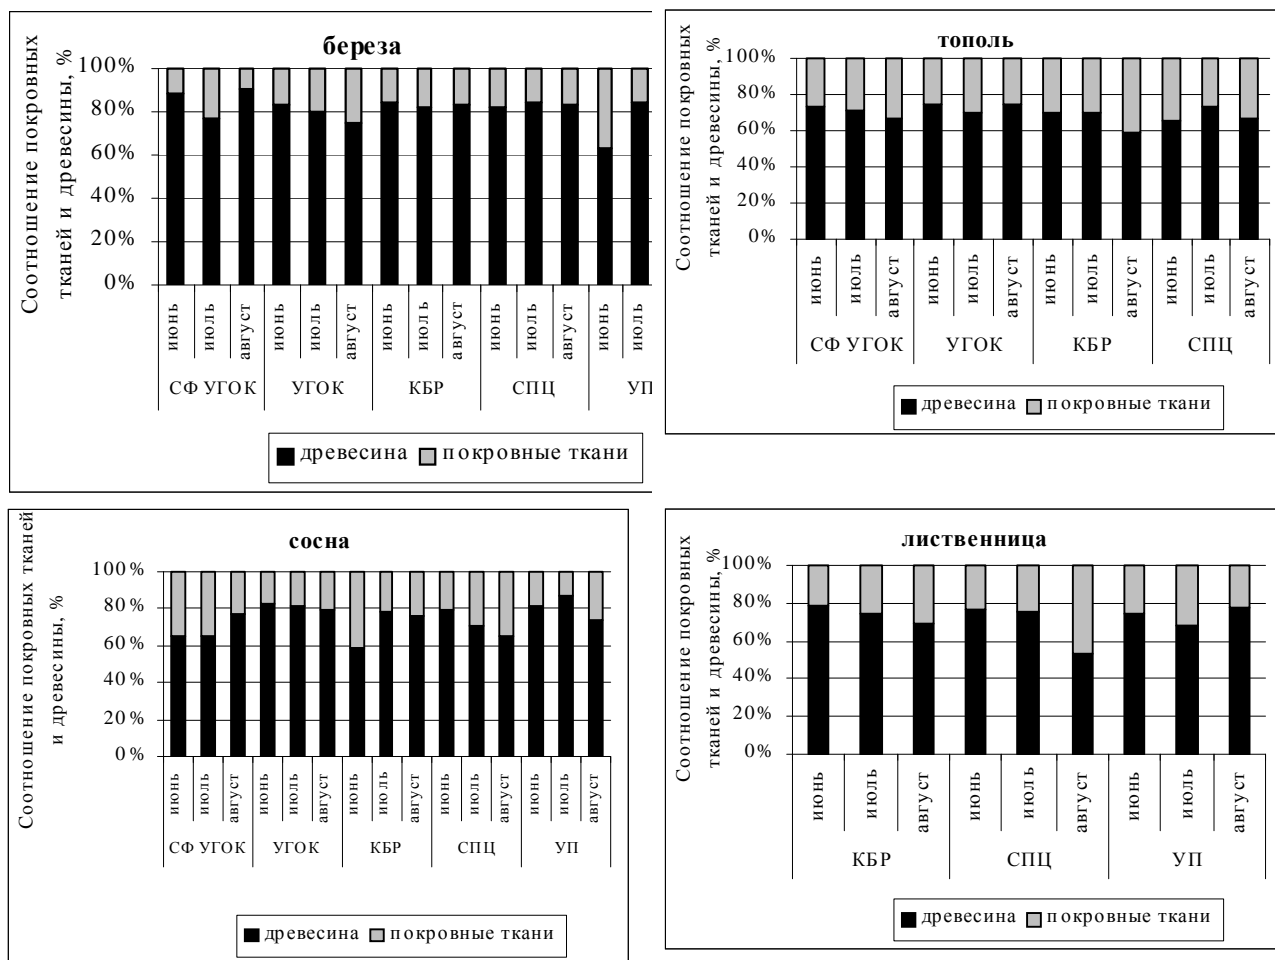 береза
Соотношение покровных
тканей и древесины, %
100%
80%
60%
40%
20%
0%
июнь
июль
август
июнь
июль
август
июнь
июль
август
июнь
июль
август
июнь
июль
СФ УГОК
УГОК
КБР
СПЦ
УП
древесина
покровные ткани
тополь
Соотношение покровных
тканей и древесины, %
100%
80%
60%
40%
20%
0%
июнь
июль
август
июнь
июль
август
июнь
июль
август
июнь
июль
август
СФ УГОК
УГОК
КБР
СПЦ
древесина
покровные ткани
сосна
Соотношение покровных тканей
и древесины, %
100%
80%
60%
40%
20%
0%
июнь
июль
август
июнь
июль
август
июнь
июль
август
июнь
июль
август
июнь
июль
август
СФ УГОК
УГОК
КБР
СПЦ
УП
древесина
покровные ткани
лиственница
Соотношение покровных
тканей и древесины, %
100%
80%
60%
40%
20%
0%
июнь
июль
август
июнь
июль
август
июнь
июль
август
КБР
СПЦ
УП
древесина
покровные ткани